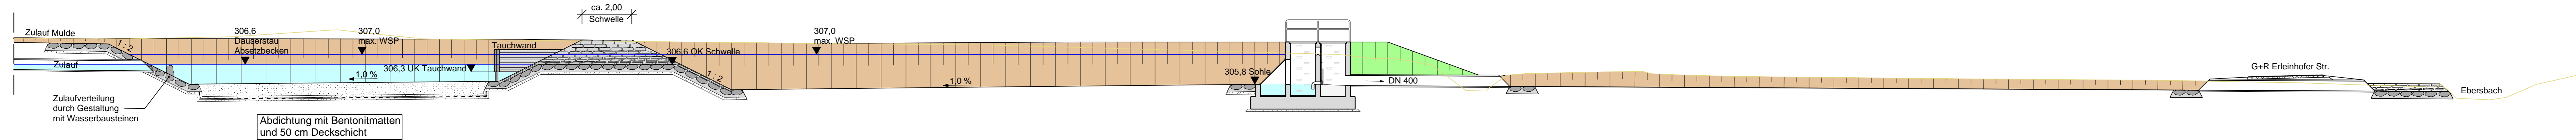 ca. 2,00
Schwelle
Zulauf Mulde
1 : 2
306,6
Dauserstau
Absetzbecken
307,0
max. WSP
Tauchwand
306,6 OK Schwelle
307,0
max. WSP
Zulauf
306,3 UK Tauchwand
1,0 %
1 : 2
1,0 %
305,8 Sohle
DN 400
G+R Erleinhofer Str.
Ebersbach
Zulaufverteilung
durch Gestaltung
mit Wasserbausteinen
Abdichtung mit Bentonitmatten
und 50 cm Deckschicht